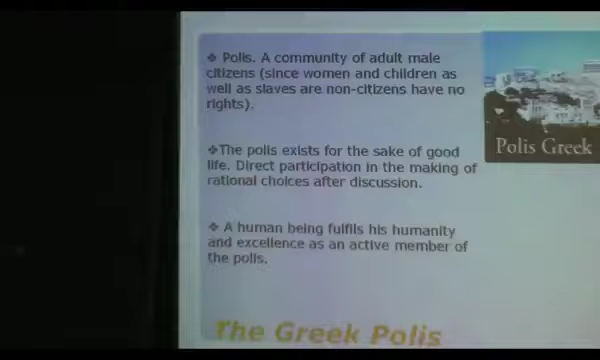 ❖ Polis. A community of adult male
citizens (since women and children as
well as slaves are non-citizens have no
rights).
❖The polis exists for the sake of good
life. Direct participation in the making of
rational choices after discussion.
❖ A human being fulfils his humanity
and excellence as an active member of
the polis.
Polis Greek
The Greek Polis